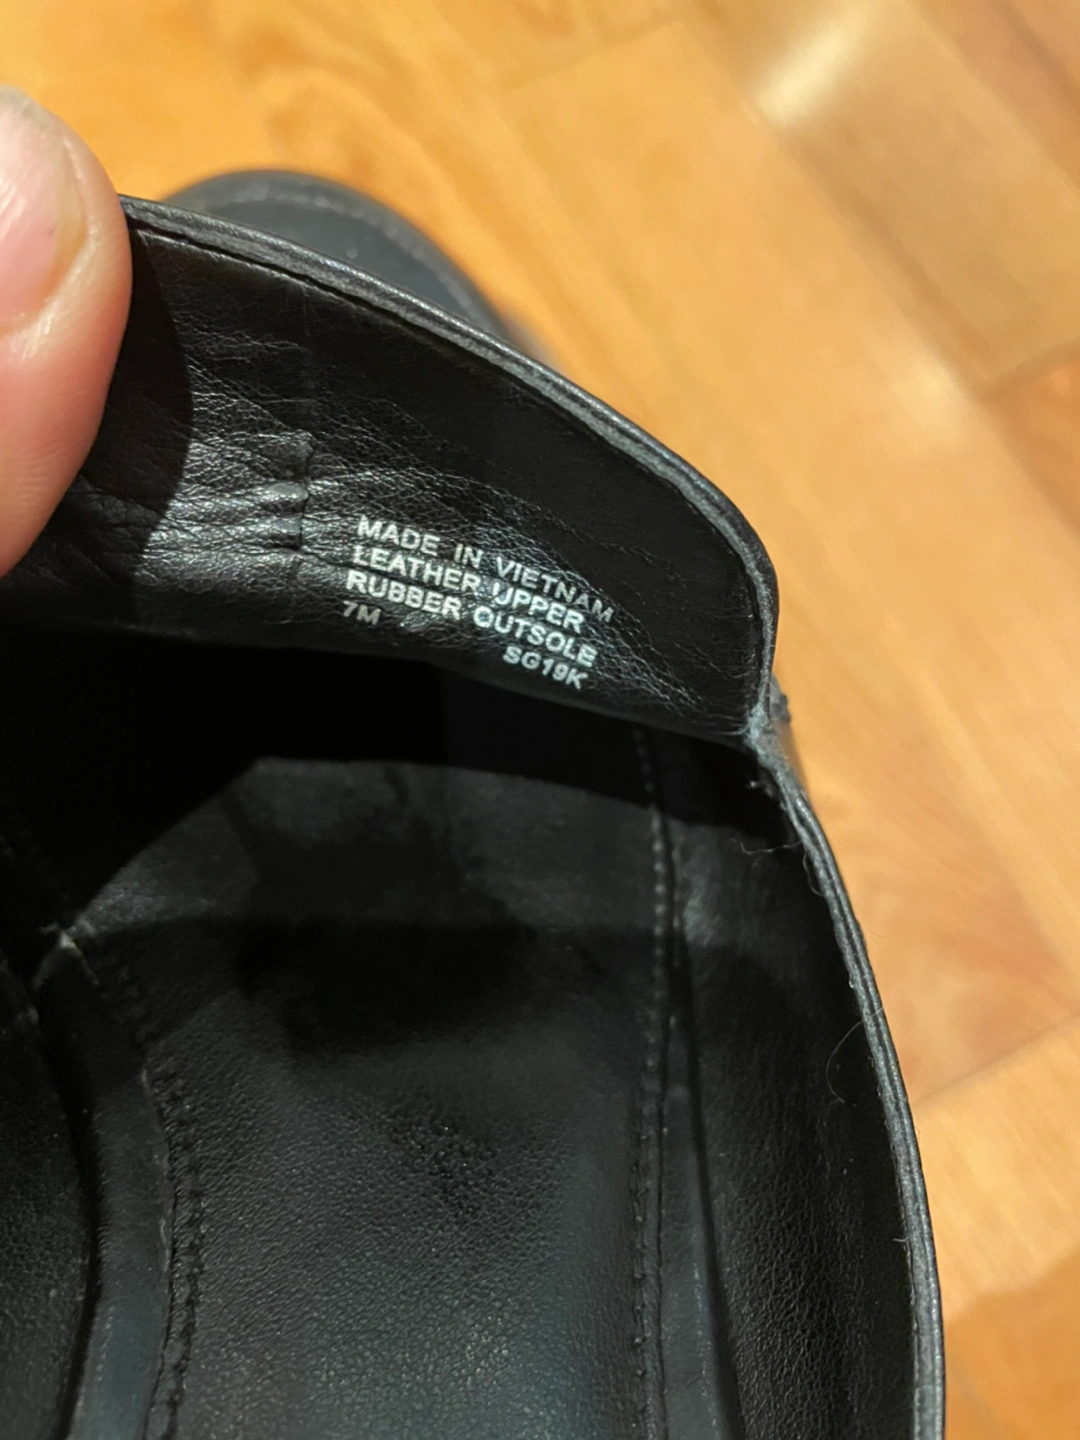 MADE IN VIETNAM
LEATHER UPPER
RUBBER OUTSOLE
7M
SG19K